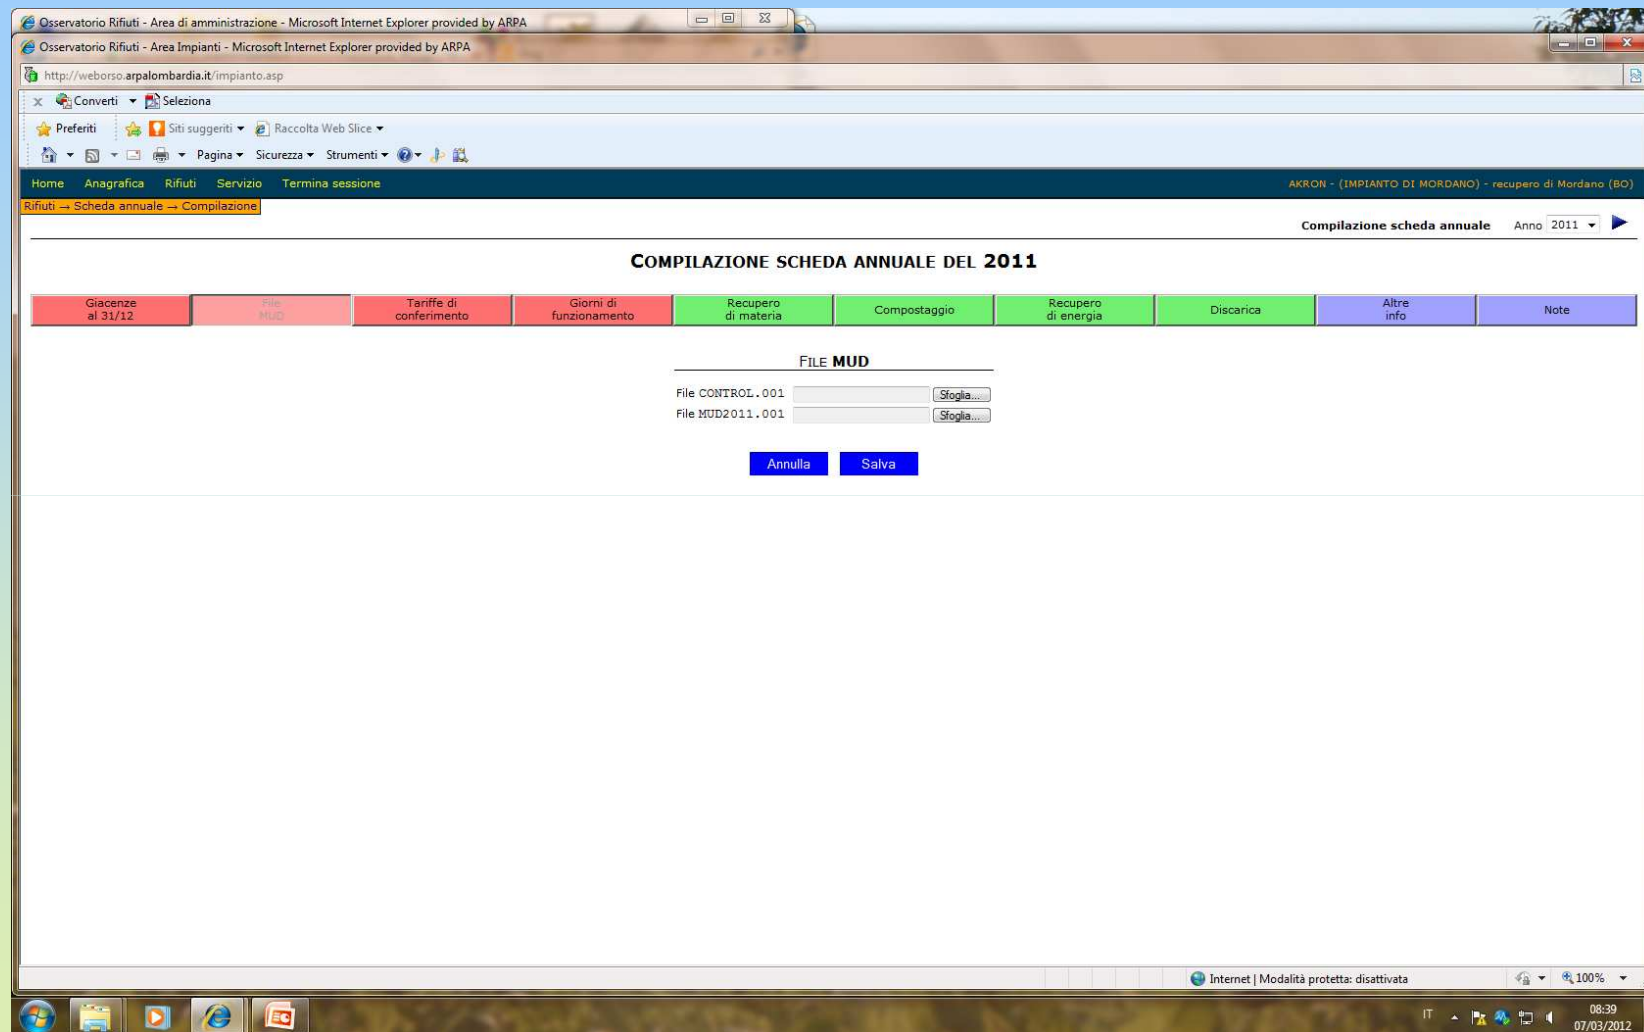 Osservatorio Rifiuti - Area di amministrazione - Microsoft Internet Explorer provided by ARPA
Osservatorio Rifiuti - Area Impianti - Microsoft Internet Explorer provided by ARPA
http://weborso.arpalombardia.it/impianto.asp
x Converti Seleziona
Preferiti Siti suggeriti Raccolta Web Slice
Pagina Sicurezza Strumenti
Home Anagrafica Rifiuti Servizio Termina sessione AKRON - (IMPIANTO DI MORDANO) - recupero di Mordano (BO)
Rifiuti → Scheda annuale → Compilazione
Compilazione scheda annuale Anno 2011
COMPILAZIONE SCHEDA ANNUALE DEL 2011
Giacenze al 31/12
File MUD
Tariffe di conferimento
Giorni di funzionamento
Recupero di materia
Compostaggio
Recupero di energia
Discarica
Altre info
Note
FILE MUD
File CONTROL.001 Sfoglia...
File MUD2011.001 Sfoglia...
Annulla Salva
Internet | Modalità protetta: disattivata 100%
IT 08:39
07/03/2012